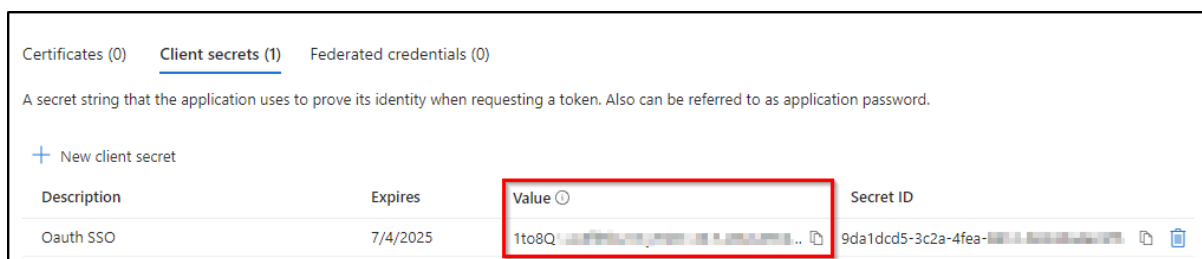 Certificates (0) Client secrets (1) Federated credentials (0)
A secret string that the application uses to prove its identity when requesting a token. Also can be referred to as application password.
New client secret
Description Expires Value Secret ID
Oauth SSO 7/4/2025 1to8Q .. 9da1dcd5-3c2a-4fea-